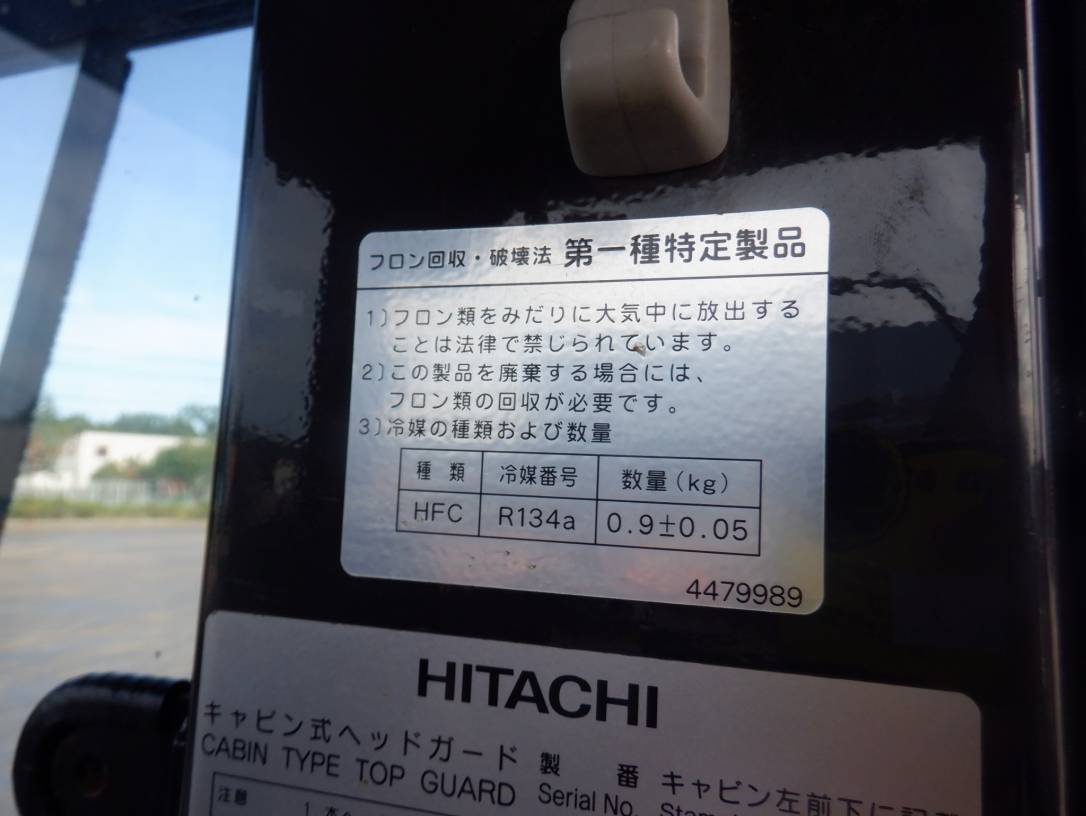 フロン回収・破壊法 第一種特定製品
1)フロン類をみだりに大気中に放出する
ことは法律で禁じられています。
2)この製品を廃棄する場合には、
フロン類の回収が必要です。
3)冷媒の種類および数量
種 類 冷媒番号 数量(kg)
HFC R134a 0.9±0.05
4479989
HITACHI
キャビン式ヘッドガード 製 番 キャビン左前下に記
CABIN TYPE TOP GUARD Serial No.
注意